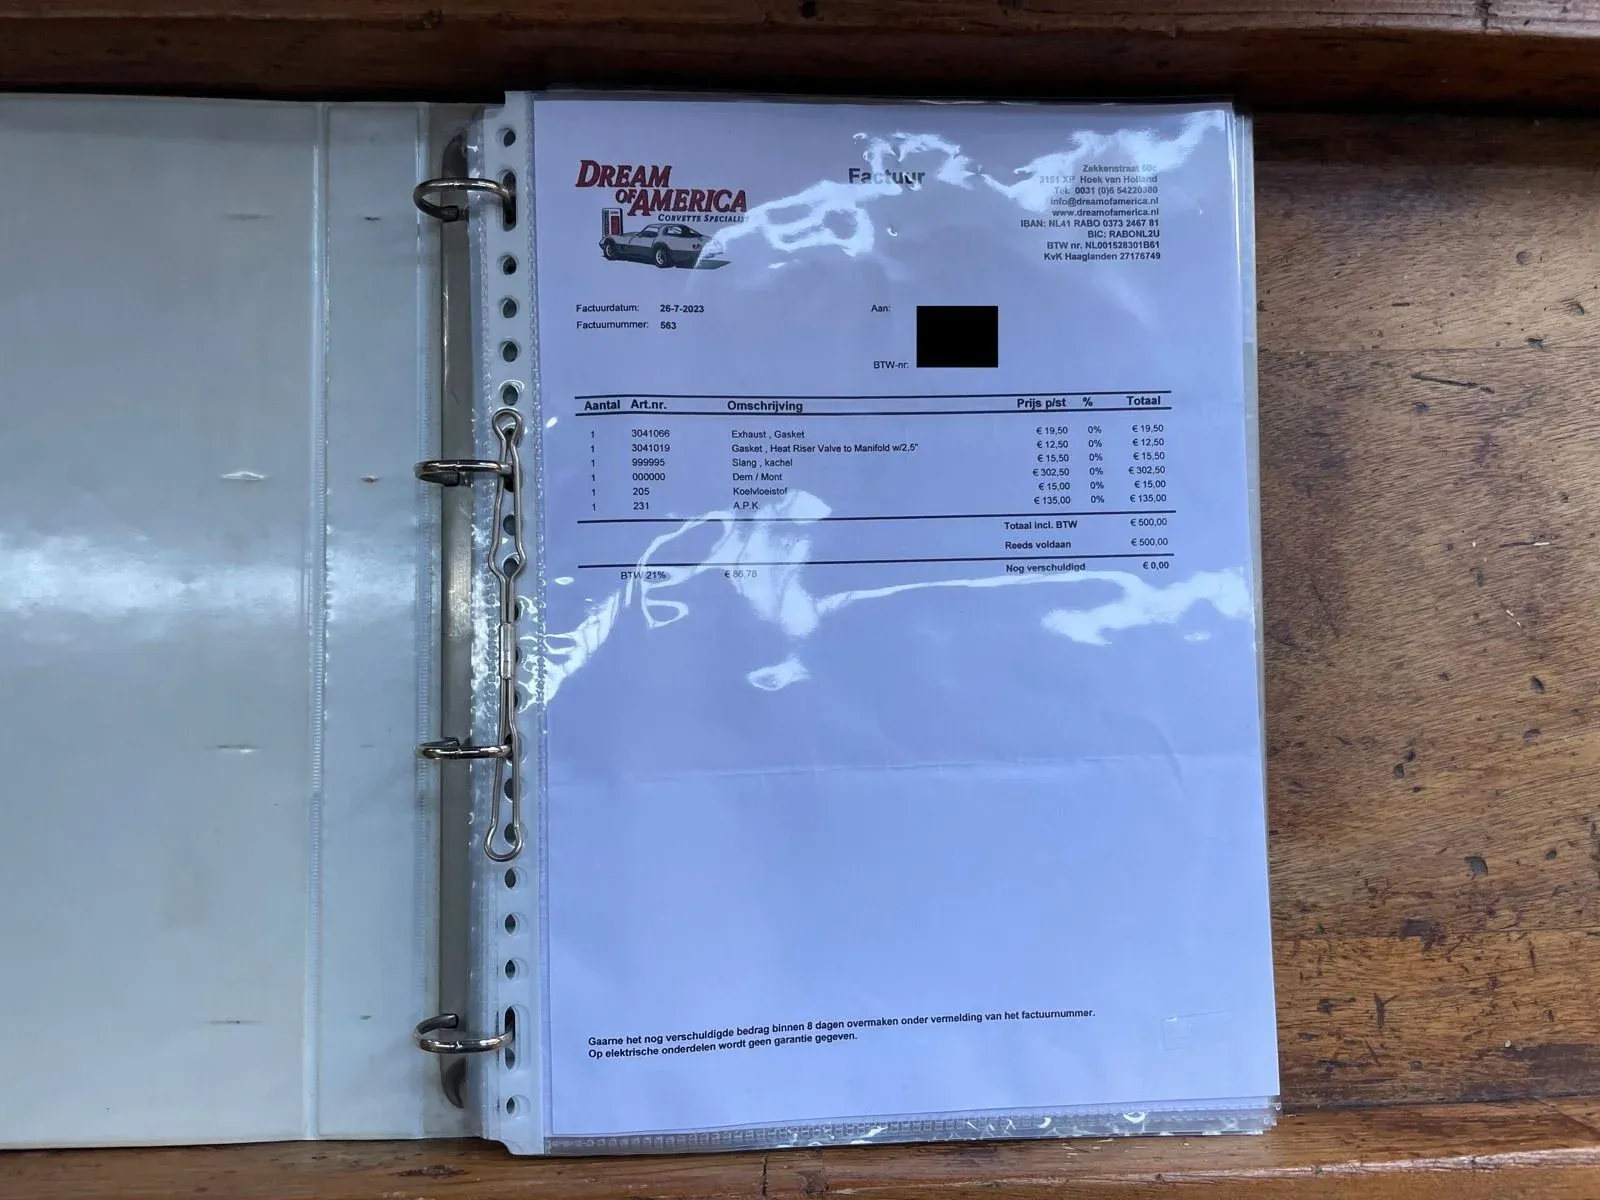 DREAM
OF AMERICA
CORVETTE SPECIALIST
Factuur
Zekkenstraat 50c
3151 XP Hoek van Holland
Tel. 0031 (0)6 54220380
info@dreamofamerica.nl
www.dreamofamerica.nl
IBAN: NL41 RABO 0373 2467 81
BIC: RABONL2U
BTW nr. NL001528301B61
KvK Haaglanden 27176749
Factuurdatum: 26-7-2023
Factuurnummer: 563
Aan:
BTW-nr:
Aantal Art.nr. Omschrijving Prijs p/st % Totaal
1 3041066 Exhaust , Gasket € 19,50 0% € 19,50
1 3041019 Gasket , Heat Riser Valve to Manifold w/2,5" € 12,50 0% € 12,50
1 999995 Slang , kachel € 15,50 0% € 15,50
1 000000 Dem / Mont € 302,50 0% € 302,50
1 205 Koelvloeistof € 15,00 0% € 15,00
1 231 A.P.K. € 135,00 0% € 135,00
Totaal incl. BTW € 500,00
Reeds voldaan € 500,00
BTW 21% € 86,78 Nog verschuldigd € 0,00
Gaarne het nog verschuldigde bedrag binnen 8 dagen overmaken onder vermelding van het factuurnummer.
Op elektrische onderdelen wordt geen garantie gegeven.